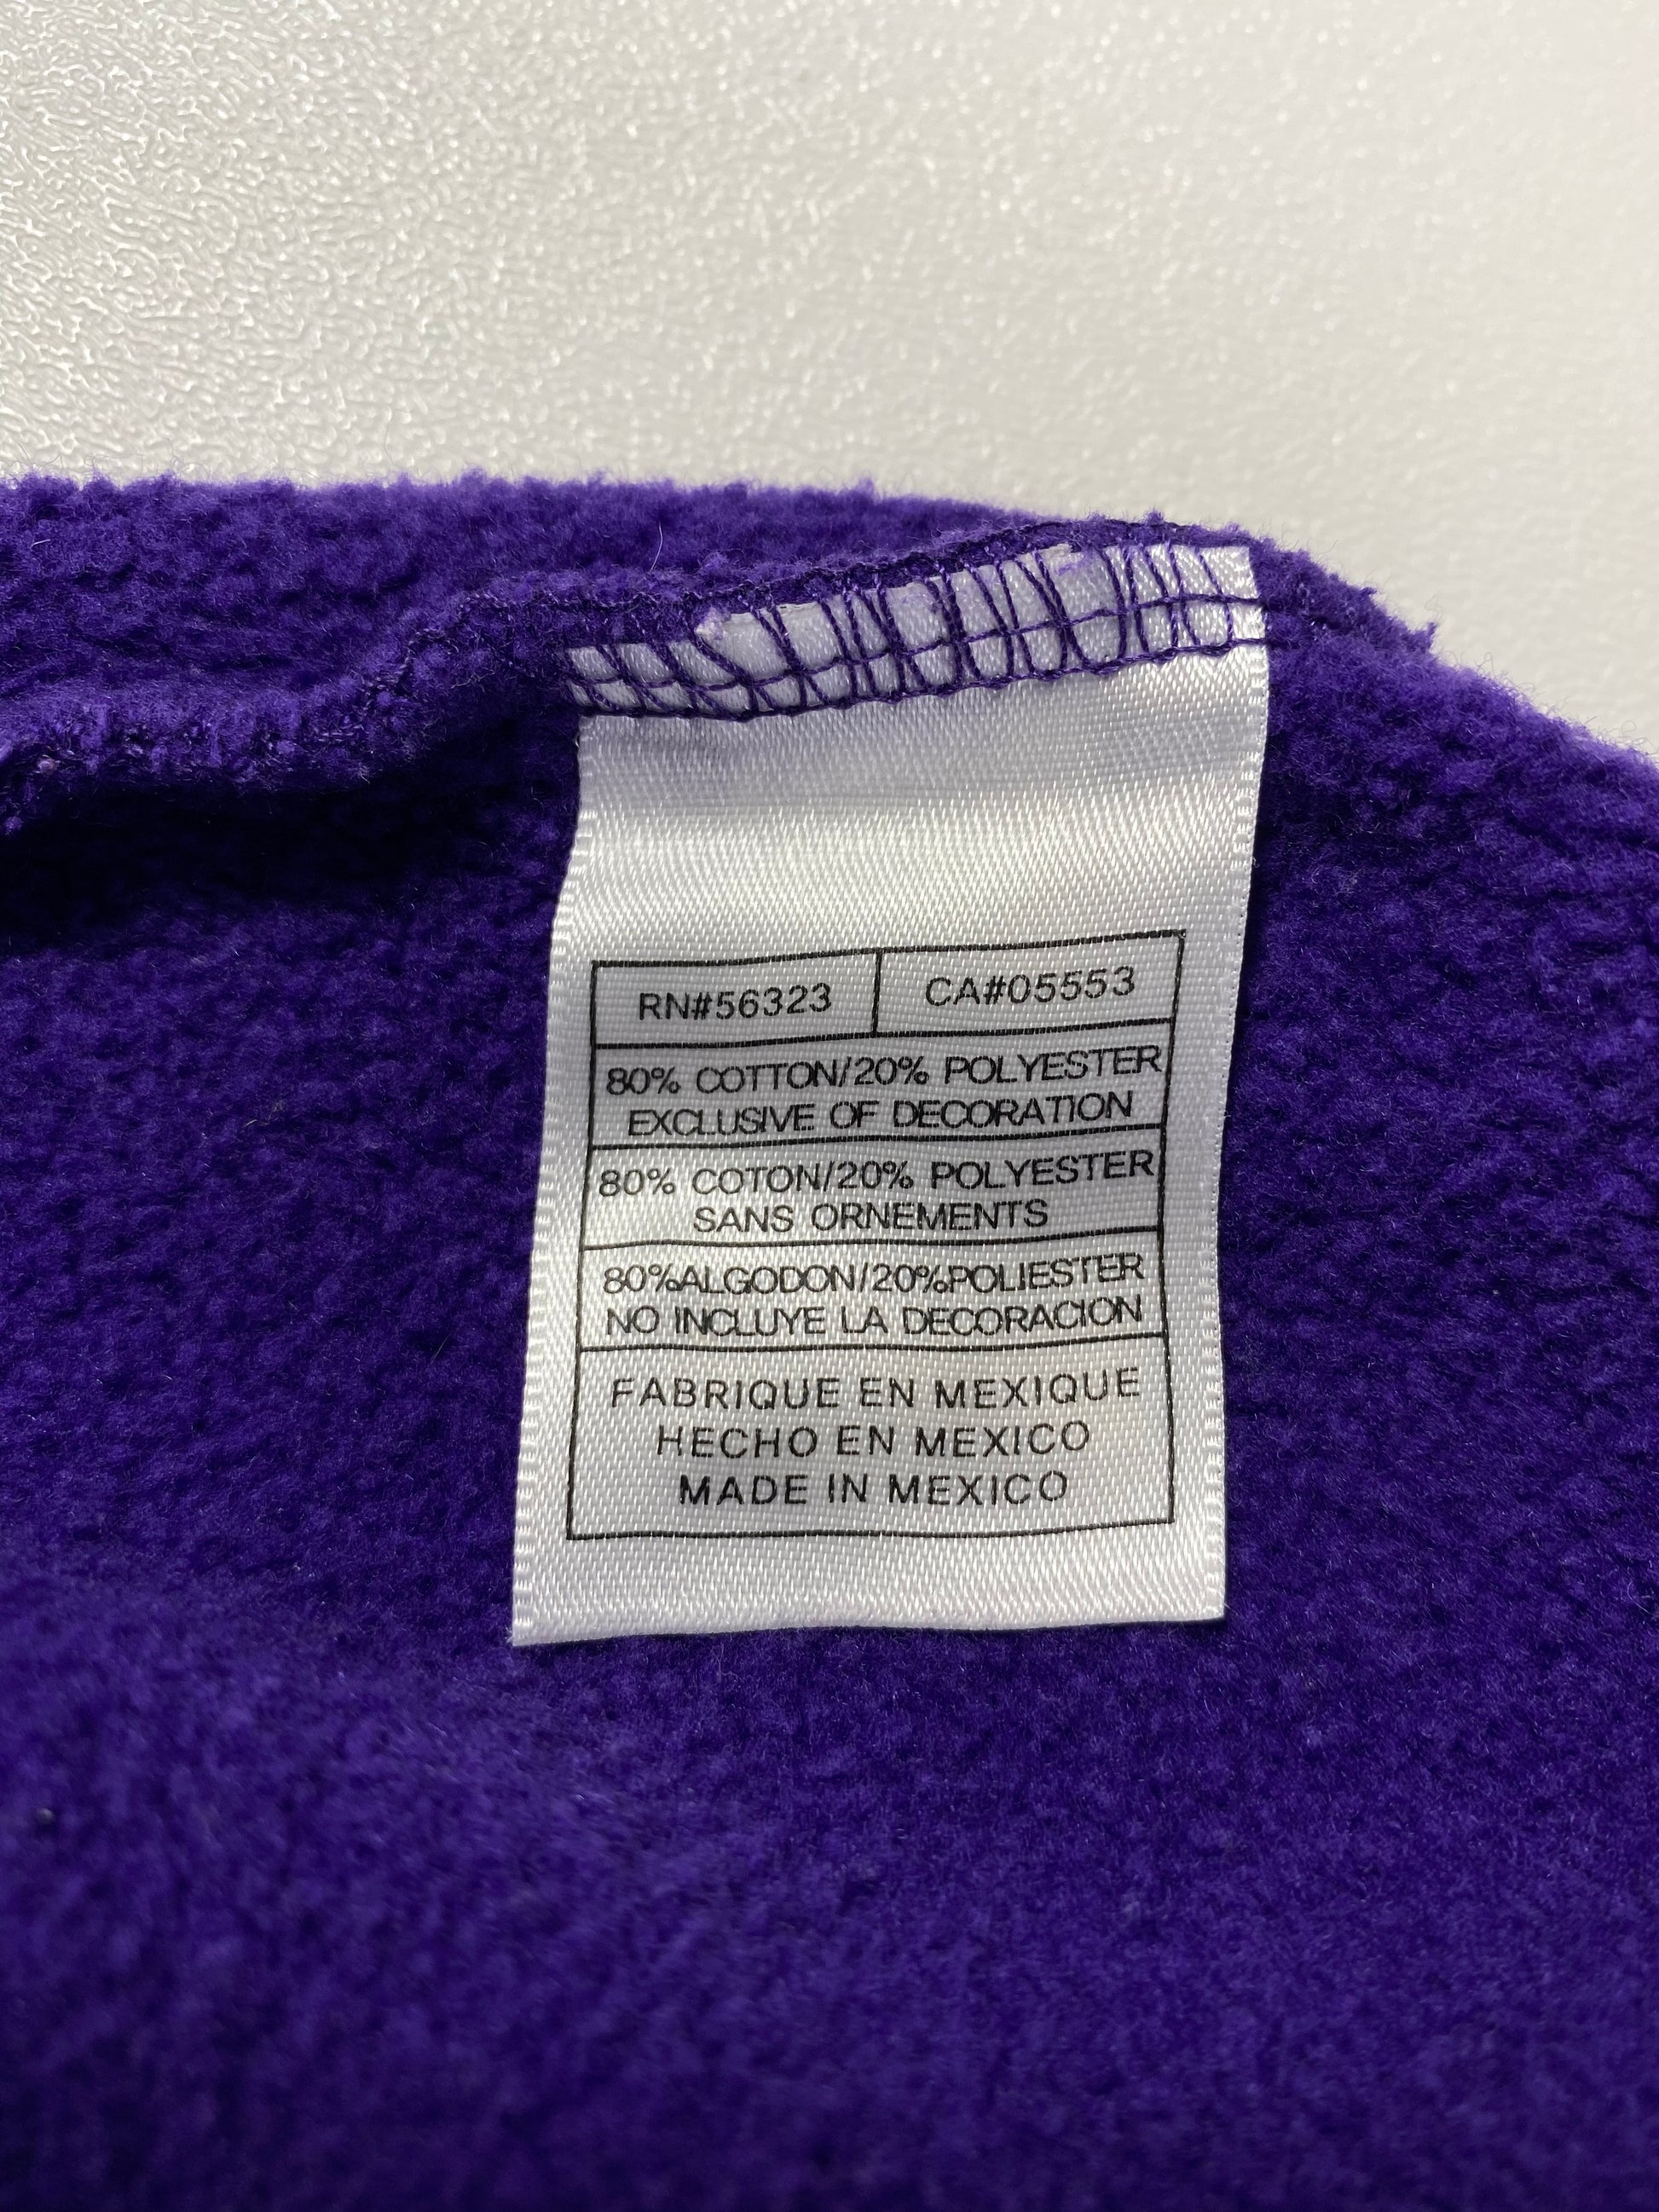 RN#56323 CA#05553
80% COTTON/20% POLYESTER
EXCLUSIVE OF DECORATION
80% COTON/20% POLYESTER
SANS ORNEMENTS
80%ALGODON/20%POLIESTER
NO INCLUYE LA DECORACION
FABRIQUE EN MEXIQUE
HECHO EN MEXICO
MADE IN MEXICO